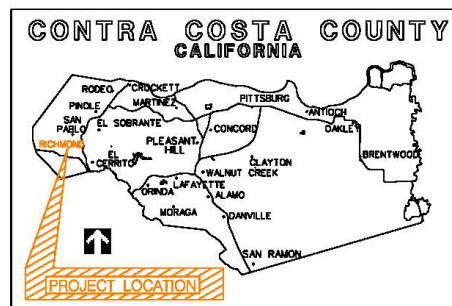 CONTRA COSTA COUNTY
CALIFORNIA
RODEO
CROCKETT
MARTINEZ
PITTSBURG
PINOLE
ANTIOCH
SAN
PABLO
EL SOBRANTE
CONCORD
OAKLEY
RICHMOND
PLEASANT
HILL
EL
CERRITO
BRENTWOOD
CLAYTON
WALNUT CREEK
ORINDA
LAFAYETTE
ALAMO
MORAGA
DANVILLE
SAN RAMON
PROJECT LOCATION